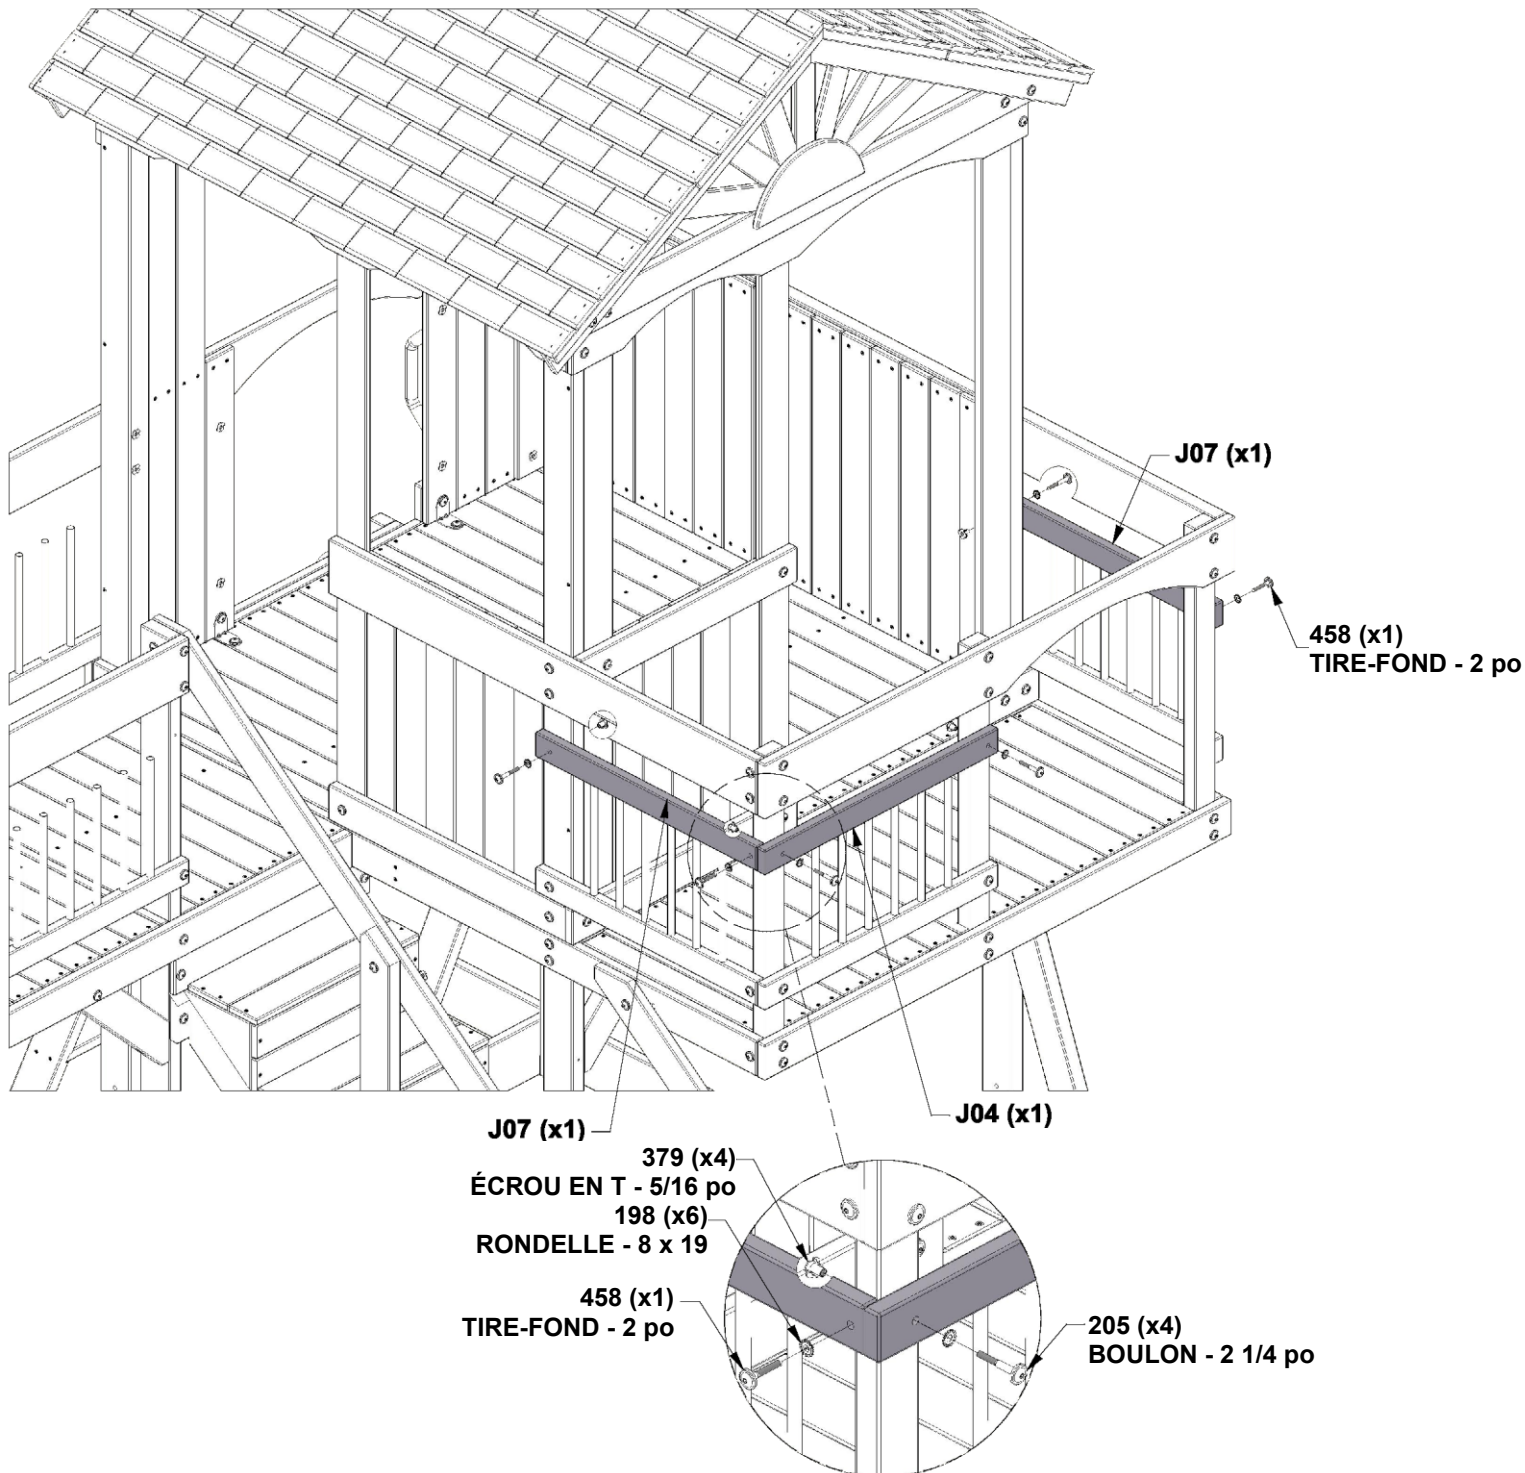 J07 (x1)
458 (x1)
TIRE-FOND - 2 po
J07 (x1)
J04 (x1)
379 (x4)
ÉCROU EN T - 5/16 po
198 (x6)
RONDELLE - 8 x 19
458 (x1)
TIRE-FOND - 2 po
205 (x4)
BOULON - 2 1/4 po